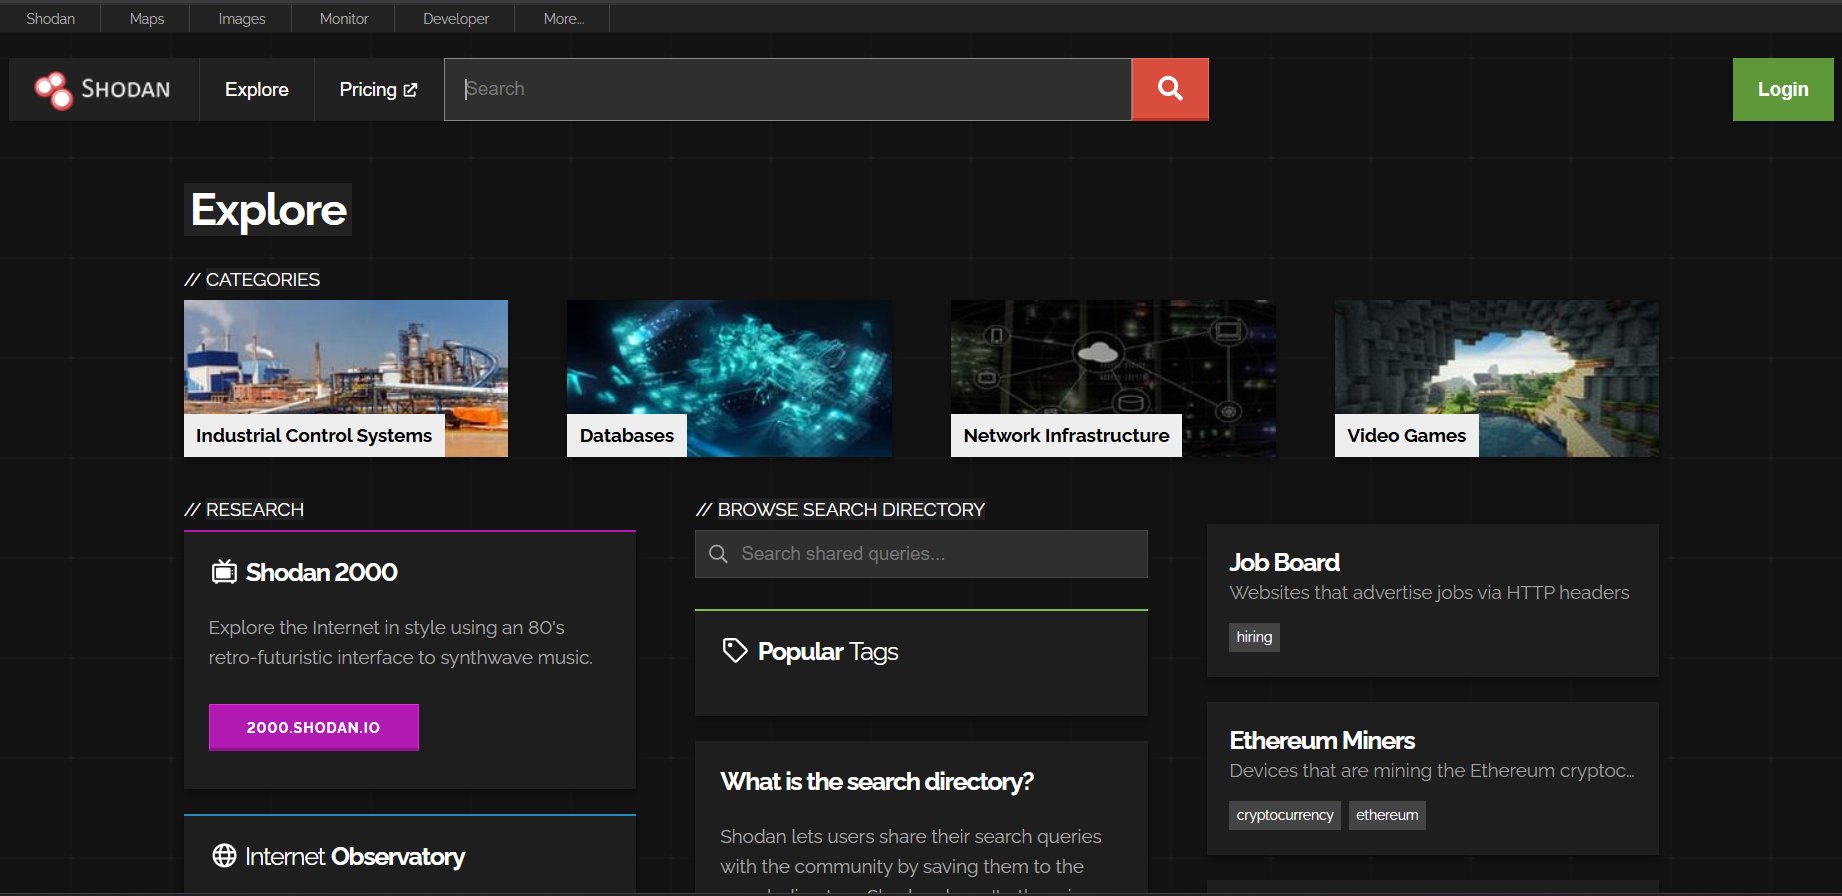 Shodan
Maps
Images
Monitor
Developer
More...
SHODAN
Explore
Pricing
Search
Login
Explore
// CATEGORIES
Industrial Control Systems
Databases
Network Infrastructure
Video Games
// RESEARCH
Shodan 2000
Explore the Internet in style using an 80's
retro-futuristic interface to synthwave music.
2000.SHODAN.IO
Internet Observatory
// BROWSE SEARCH DIRECTORY
Search shared queries...
Popular Tags
What is the search directory?
Shodan lets users share their search queries
with the community by saving them to the
Job Board
Websites that advertise jobs via HTTP headers
hiring
Ethereum Miners
Devices that are mining the Ethereum cryptoc...
cryptocurrency
ethereum